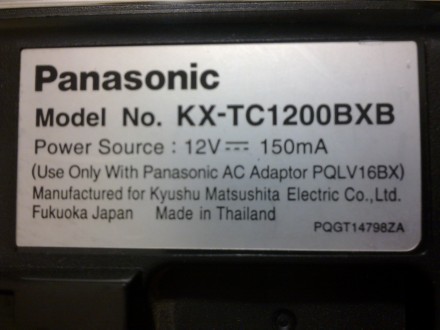 Panasonic
Model No. KX-TC1200BXB
Power Source : 12V⎓ 150mA
(Use Only With Panasonic AC Adaptor PQLV16BX)
Manufactured for Kyushu Matsushita Electric Co.,Ltd.
Fukuoka Japan Made in Thailand
PQGT14798ZA